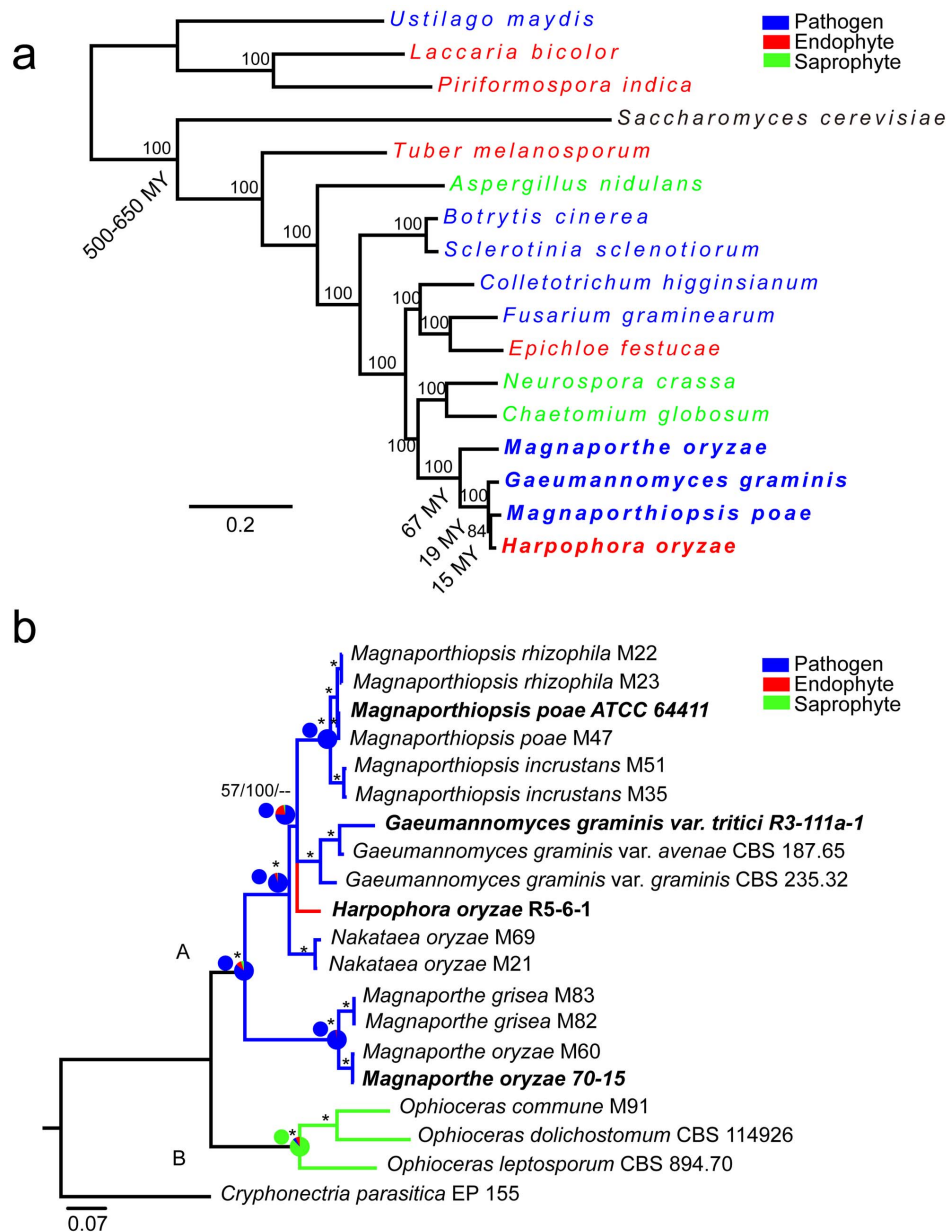 a
Ustilago maydis
Laccaria bicolor
Piriformospora indica
Saccharomyces cerevisiae
Tuber melanosporum
Aspergillus nidulans
Botrytis cinerea
Sclerotinia sclenotiorum
Colletotrichum higginsianum
Fusarium graminearum
Epichloe festucae
Neurospora crassa
Chaetomium globosum
Magnaporthe oryzae
Gaeumannomyces graminis
Magnaporthiopsis poae
Harpophora oryzae
Pathogen
Endophyte
Saprophyte
100
100
100
100
100
100
100
100
100
100
100
100
100
84
500-650 MY
67 MY
19 MY
15 MY
0.2
b
Pathogen
Endophyte
Saprophyte
Magnaporthiopsis rhizophila M22
Magnaporthiopsis rhizophila M23
Magnaporthiopsis poae ATCC 64411
Magnaporthiopsis poae M47
Magnaporthiopsis incrustans M51
Magnaporthiopsis incrustans M35
57/100/--
Gaeumannomyces graminis var. tritici R3-111a-1
Gaeumannomyces graminis var. avenae CBS 187.65
Gaeumannomyces graminis var. graminis CBS 235.32
Harpophora oryzae R5-6-1
Nakataea oryzae M69
Nakataea oryzae M21
A
Magnaporthe grisea M83
Magnaporthe grisea M82
Magnaporthe oryzae M60
Magnaporthe oryzae 70-15
Ophioceras commune M91
Ophioceras dolichostomum CBS 114926
B
Ophioceras leptosporum CBS 894.70
Cryphonectria parasitica EP 155
0.07